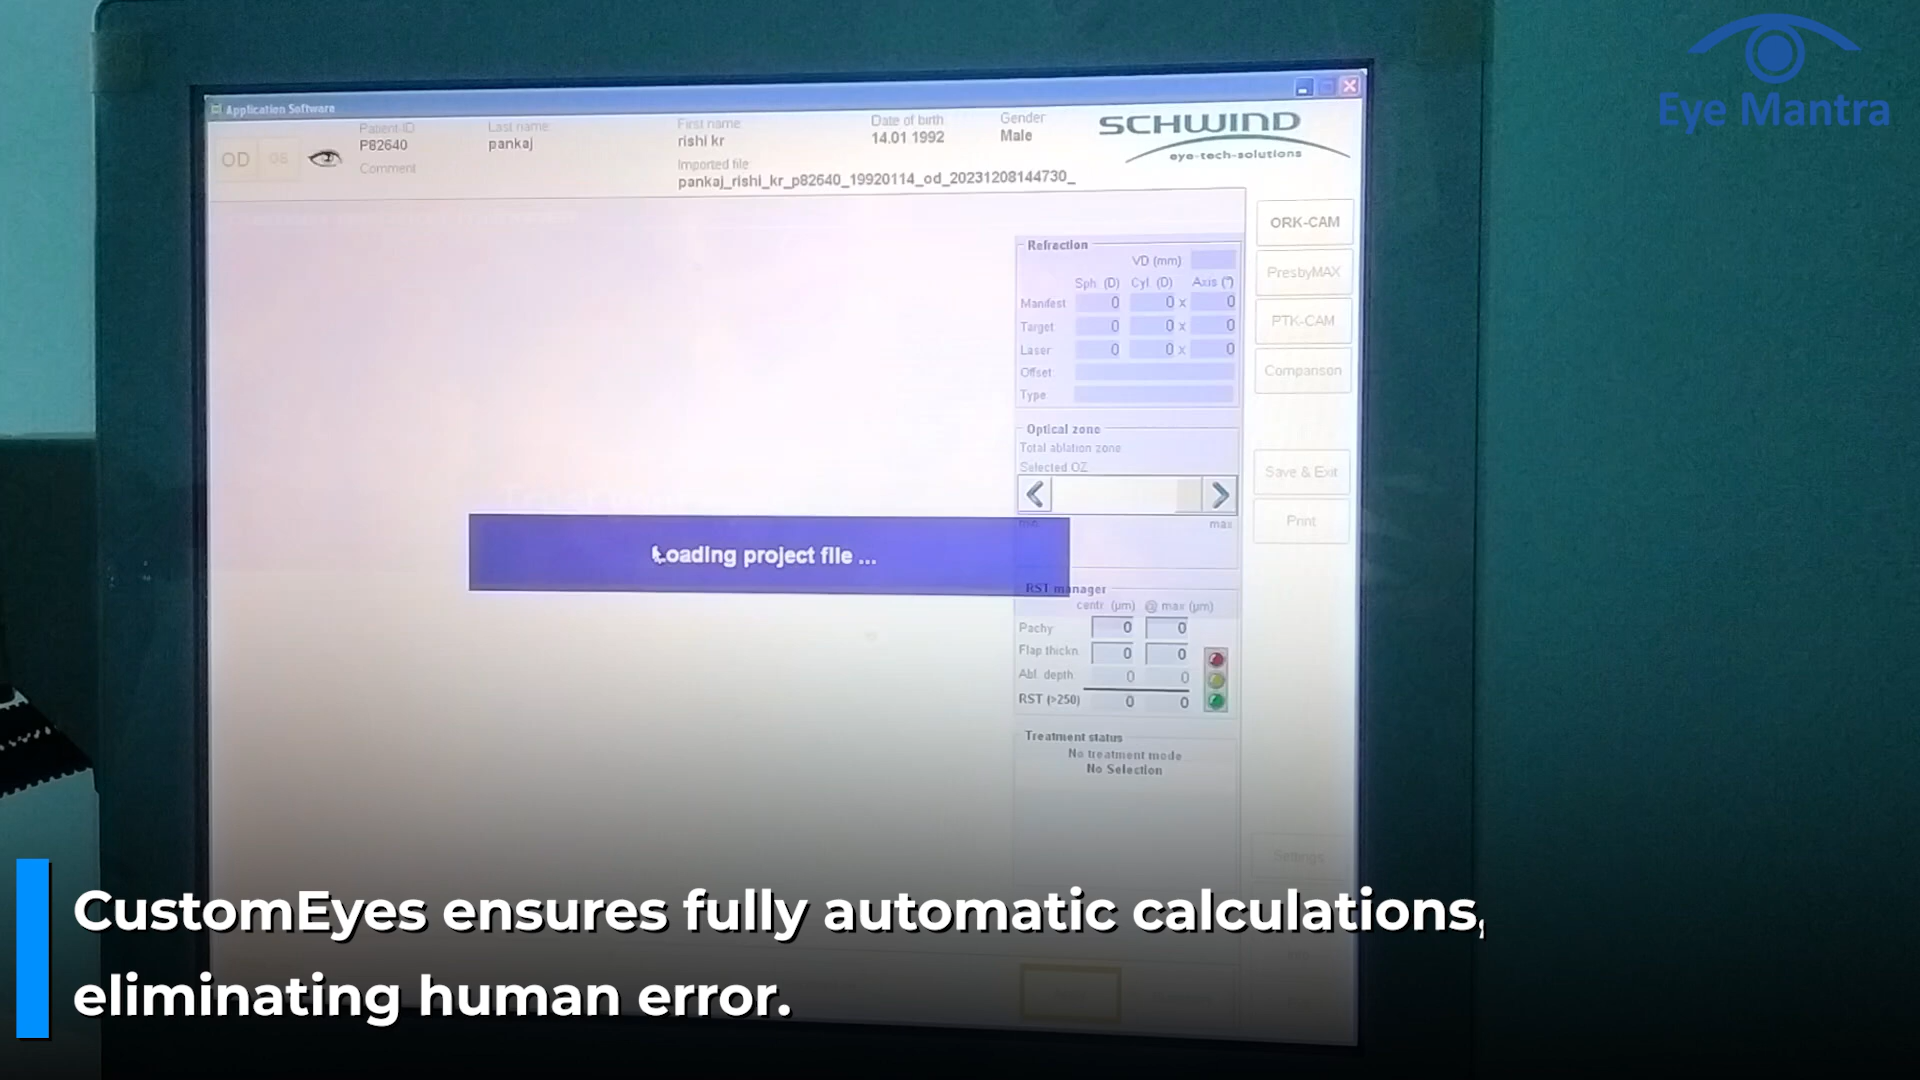 Eye Mantra
Application Software
OD
Patient-ID
P82640
Comment
Last name
pankaj
First name
rishi kr
Imported file
pankaj_rishi_kr_p82640_19920114_od_20231208144730_
Date of birth
14.01 1992
Gender
Male
SCHWIND
eye-tech-solutions
Refraction
VD (mm)
Sph. (D) Cyl. (D) Axis (°)
Manifest 0 0 x 0
Target 0 0 x 0
Laser 0 0 x 0
Offset
Type
Optical zone
Total ablation zone
Selected OZ
min max
Loading project file ...
RST manager
centr. (µm) @ max (µm)
Pachy 0 0
Flap thickn. 0 0
Abl. depth 0 0
RST (>250) 0 0
Treatment status
No treatment mode
No Selection
ORK-CAM
PresbyMAX
PTK-CAM
Comparison
Save & Exit
Print
Settings
CustomEyes ensures fully automatic calculations,
eliminating human error.